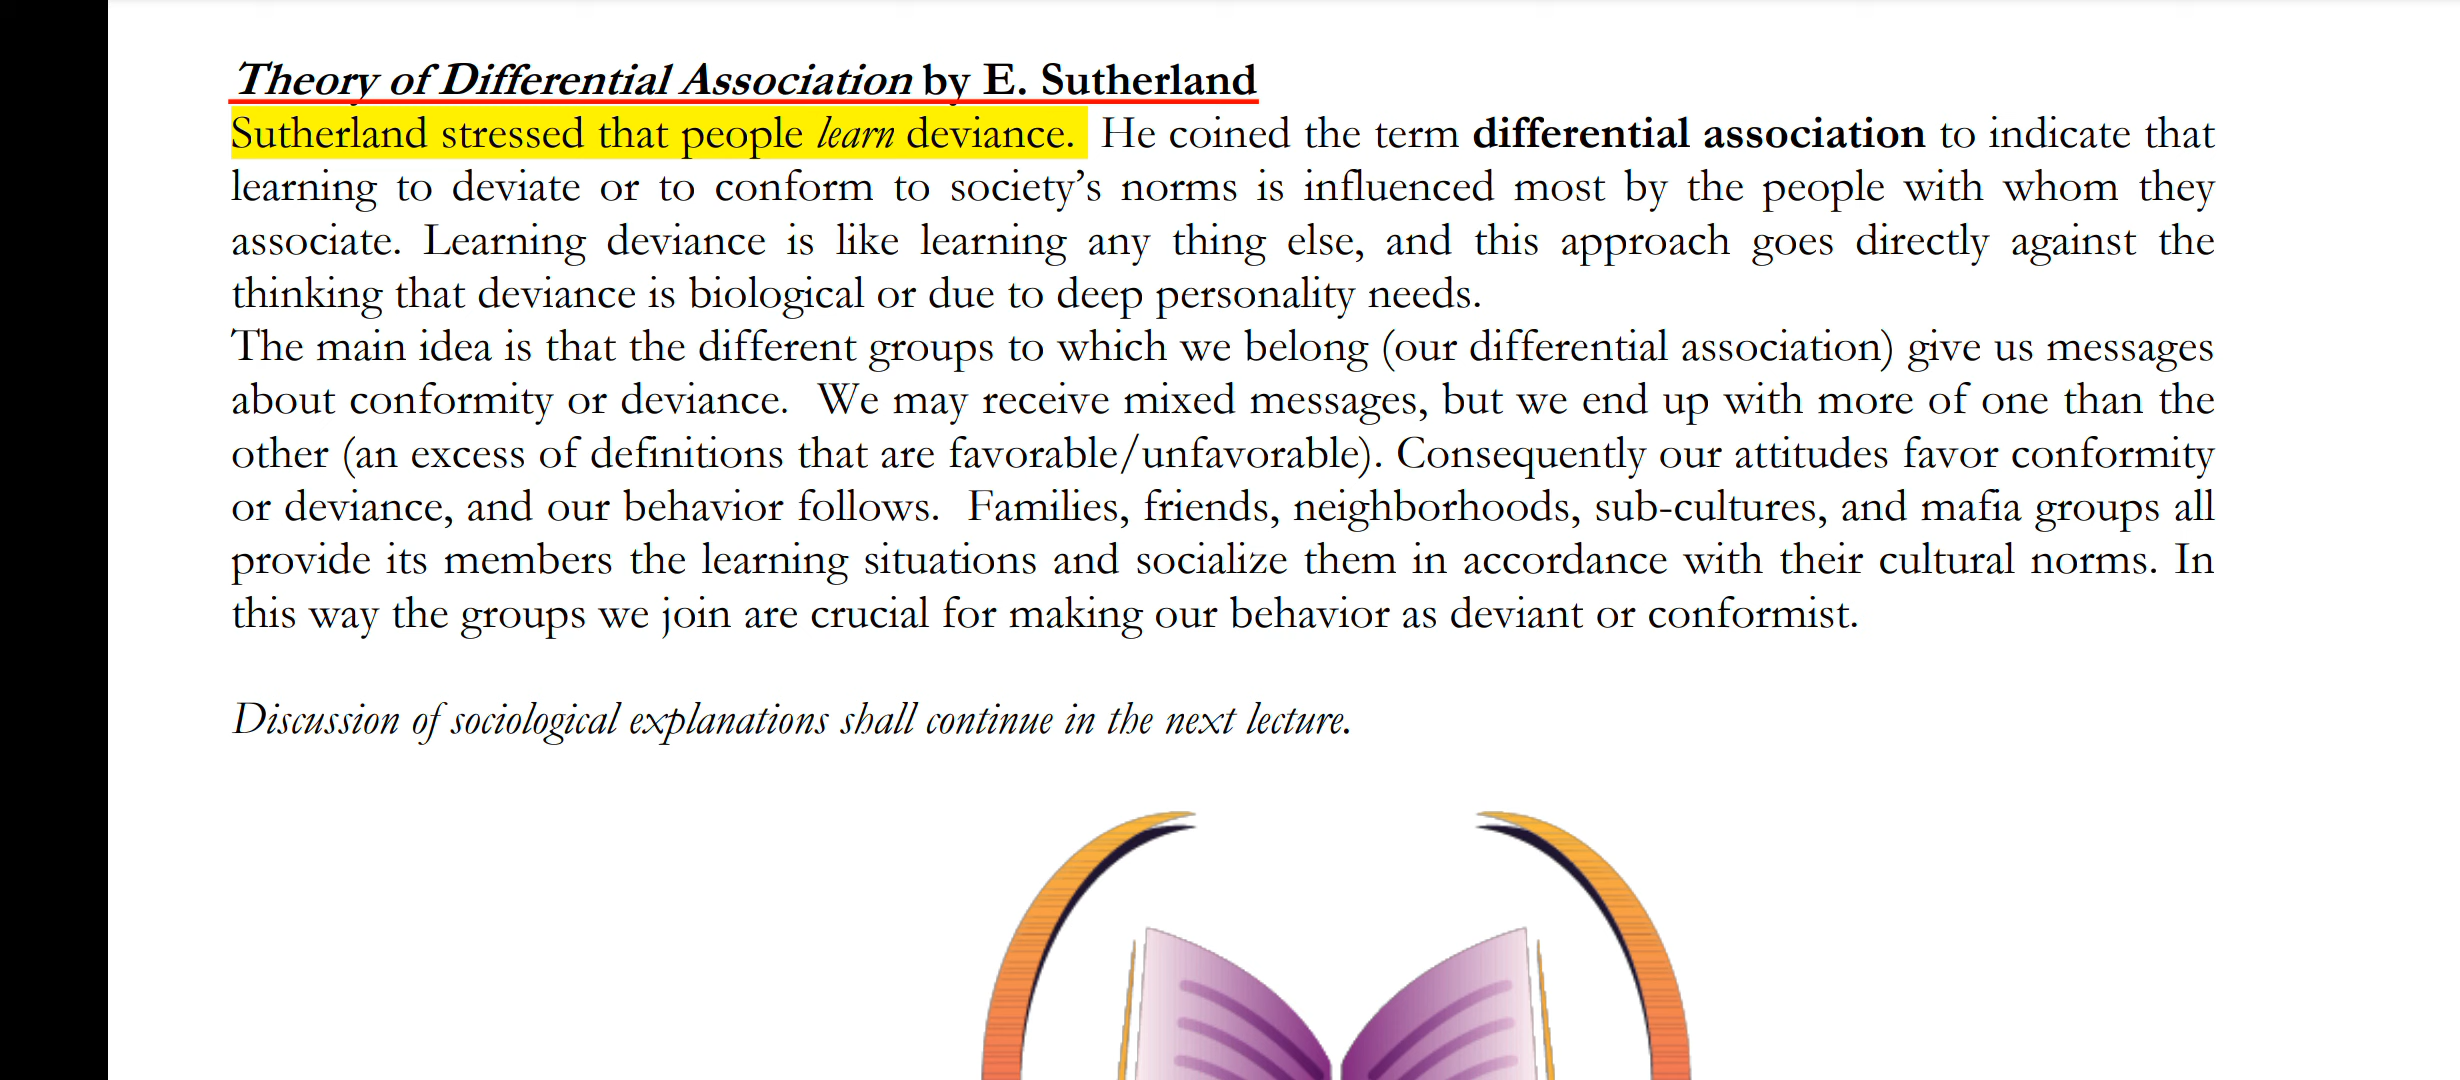 Theory of Differential Association by E. Sutherland
Sutherland stressed that people learn deviance.  He coined the term differential association to indicate that
learning to deviate or to conform to society’s norms is influenced most by the people with whom they
associate. Learning deviance is like learning any thing else, and this approach goes directly against the
thinking that deviance is biological or due to deep personality needs.
The main idea is that the different groups to which we belong (our differential association) give us messages
about conformity or deviance.  We may receive mixed messages, but we end up with more of one than the
other (an excess of definitions that are favorable/unfavorable). Consequently our attitudes favor conformity
or deviance, and our behavior follows.  Families, friends, neighborhoods, sub-cultures, and mafia groups all
provide its members the learning situations and socialize them in accordance with their cultural norms. In
this way the groups we join are crucial for making our behavior as deviant or conformist.
Discussion of sociological explanations shall continue in the next lecture.